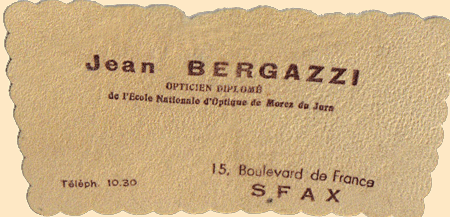 Jean BERGAZZI
OPTICIEN DIPLOMÉ
de l'Ecole Nationale d'Optique de Morez du Jura
15, Boulevard de France
Téléph. 10.30
SFAX